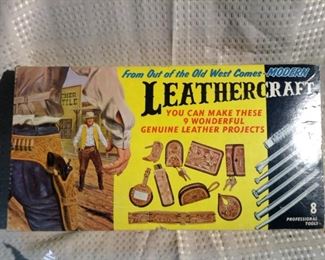 From Out of the Old West Comes MODERN
LEATHERCRAFT
YOU CAN MAKE THESE
9 WONDERFUL
GENUINE LEATHER PROJECTS
8
PROFESSIONAL
TOOLS